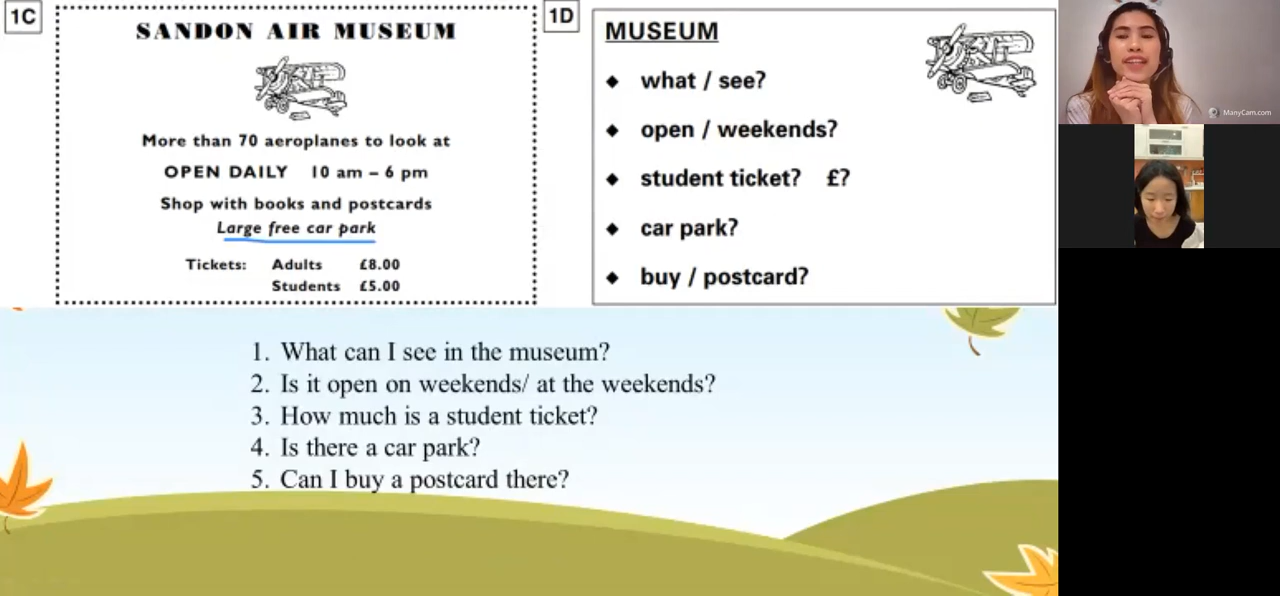 1C
SANDON AIR MUSEUM
More than 70 aeroplanes to look at
OPEN DAILY 10 am – 6 pm
Shop with books and postcards
Large free car park
Tickets: Adults £8.00
Students £5.00
1D
MUSEUM
◆ what / see?
◆ open / weekends?
◆ student ticket? £?
◆ car park?
◆ buy / postcard?
1. What can I see in the museum?
2. Is it open on weekends/ at the weekends?
3. How much is a student ticket?
4. Is there a car park?
5. Can I buy a postcard there?
ManyCam.com